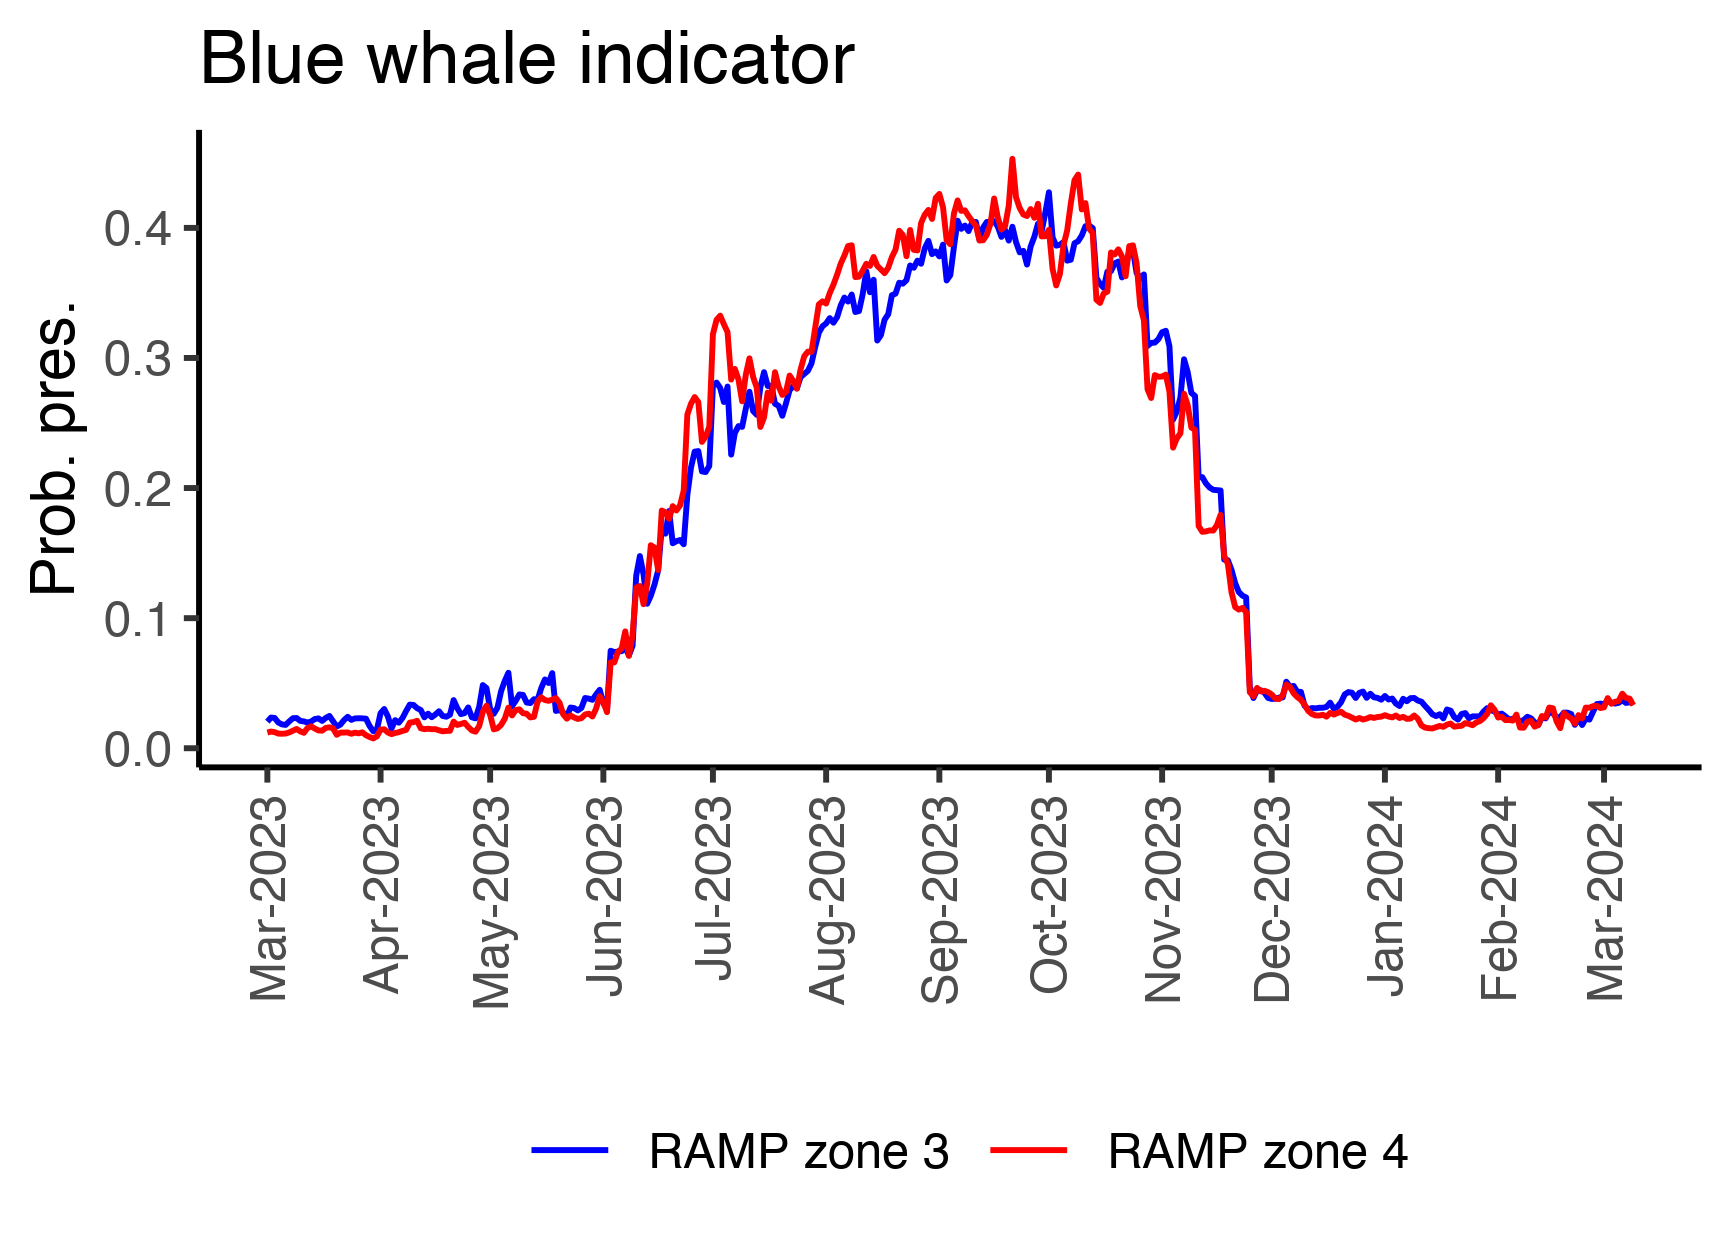 Blue whale indicator
Prob. pres.
0.4
0.3
0.2
0.1
0.0
Mar-2023
Apr-2023
May-2023
Jun-2023
Jul-2023
Aug-2023
Sep-2023
Oct-2023
Nov-2023
Dec-2023
Jan-2024
Feb-2024
Mar-2024
RAMP zone 3
RAMP zone 4